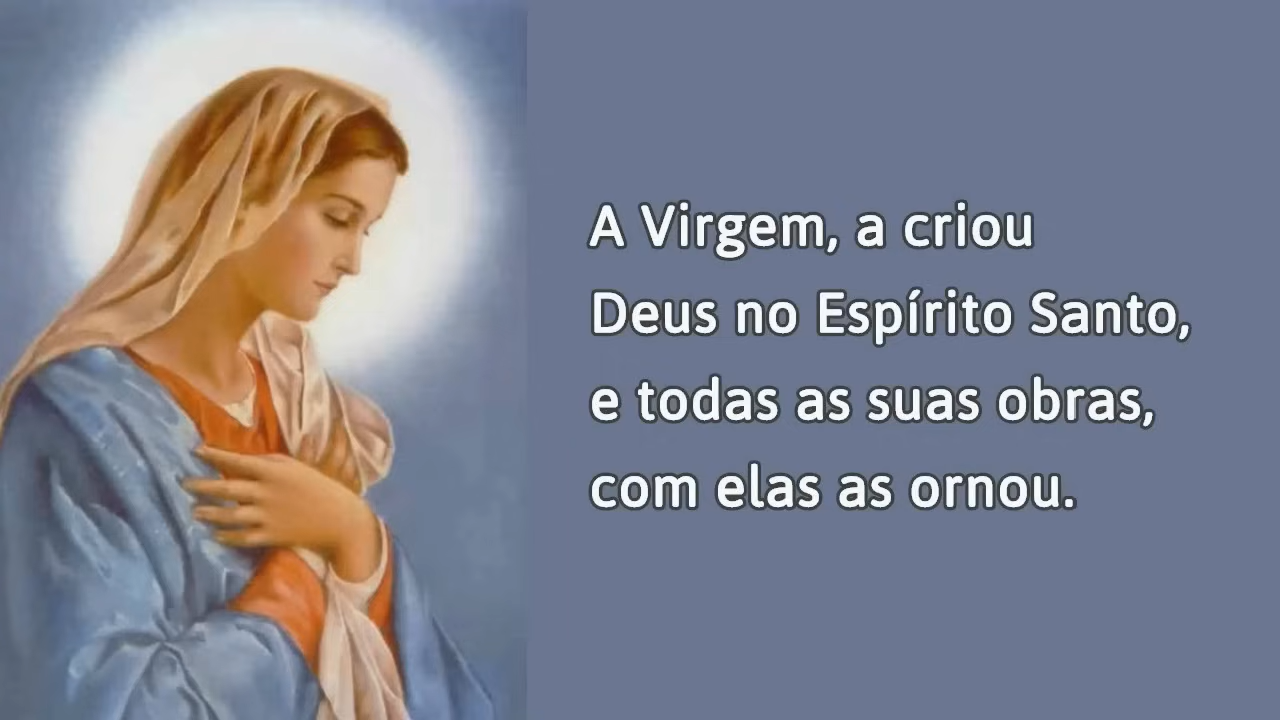 A Virgem, a criou
Deus no Espírito Santo,
e todas as suas obras,
com elas as ornou.